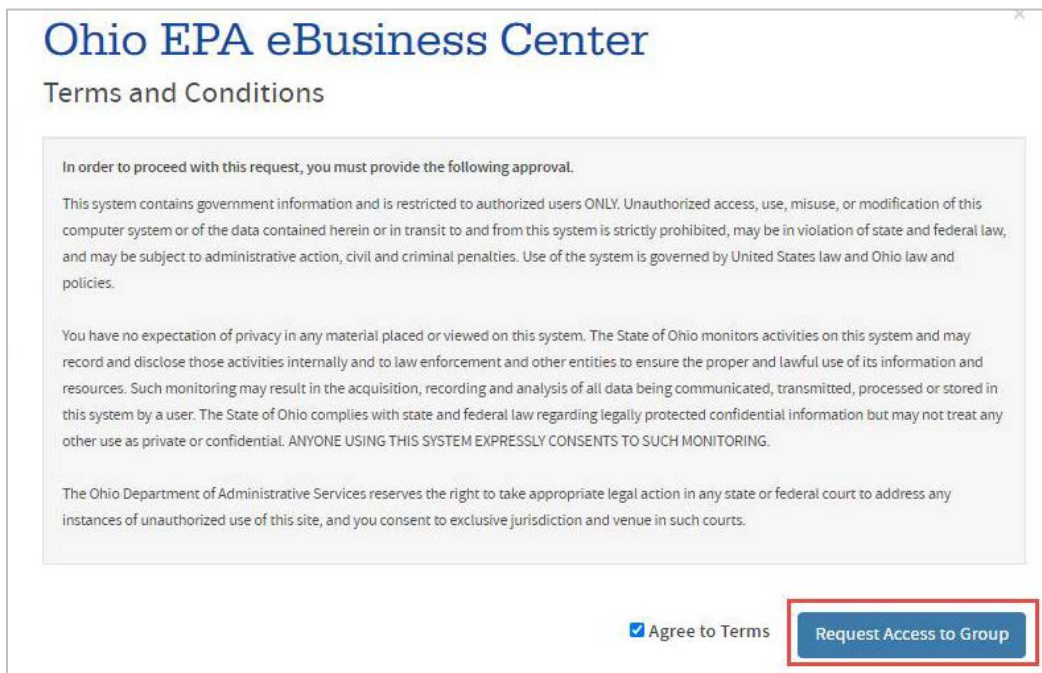 Ohio EPA eBusiness Center
Terms and Conditions
In order to proceed with this request, you must provide the following approval.
This system contains government information and is restricted to authorized users ONLY. Unauthorized access, use, misuse, or modification of this
computer system or of the data contained herein or in transit to and from this system is strictly prohibited, may be in violation of state and federal law,
and may be subject to administrative action, civil and criminal penalties. Use of the system is governed by United States law and Ohio law and
policies.
You have no expectation of privacy in any material placed or viewed on this system. The State of Ohio monitors activities on this system and may
record and disclose those activities internally and to law enforcement and other entities to ensure the proper and lawful use of its information and
resources. Such monitoring may result in the acquisition, recording and analysis of all data being communicated, transmitted, processed or stored in
this system by a user. The State of Ohio complies with state and federal law regarding legally protected confidential information but may not treat any
other use as private or confidential. ANYONE USING THIS SYSTEM EXPRESSLY CONSENTS TO SUCH MONITORING.
The Ohio Department of Administrative Services reserves the right to take appropriate legal action in any state or federal court to address any
instances of unauthorized use of this site, and you consent to exclusive jurisdiction and venue in such courts.
Agree to Terms
Request Access to Group